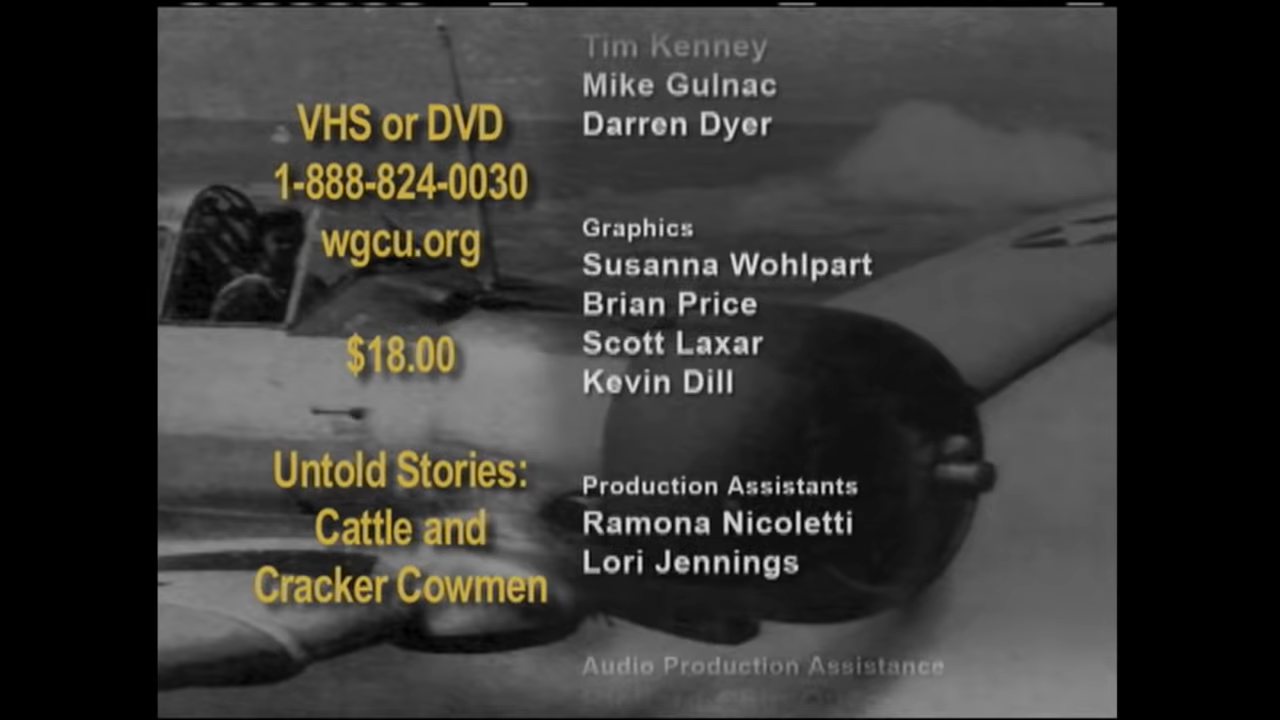 VHS or DVD
1-888-824-0030
wgcu.org
$18.00
Untold Stories:
Cattle and
Cracker Cowmen
Tim Kenney
Mike Gulnac
Darren Dyer
Graphics
Susanna Wohlpart
Brian Price
Scott Laxar
Kevin Dill
Production Assistants
Ramona Nicoletti
Lori Jennings
Audio Production Assistance